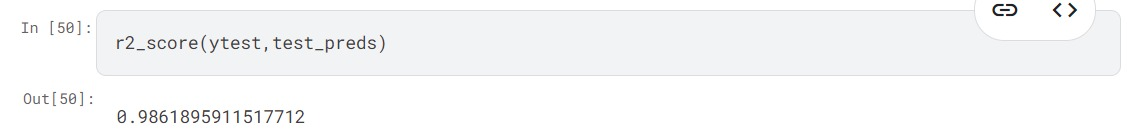 In [50]:
r2_score(ytest,test_preds)
Out[50]:
0.9861895911517712